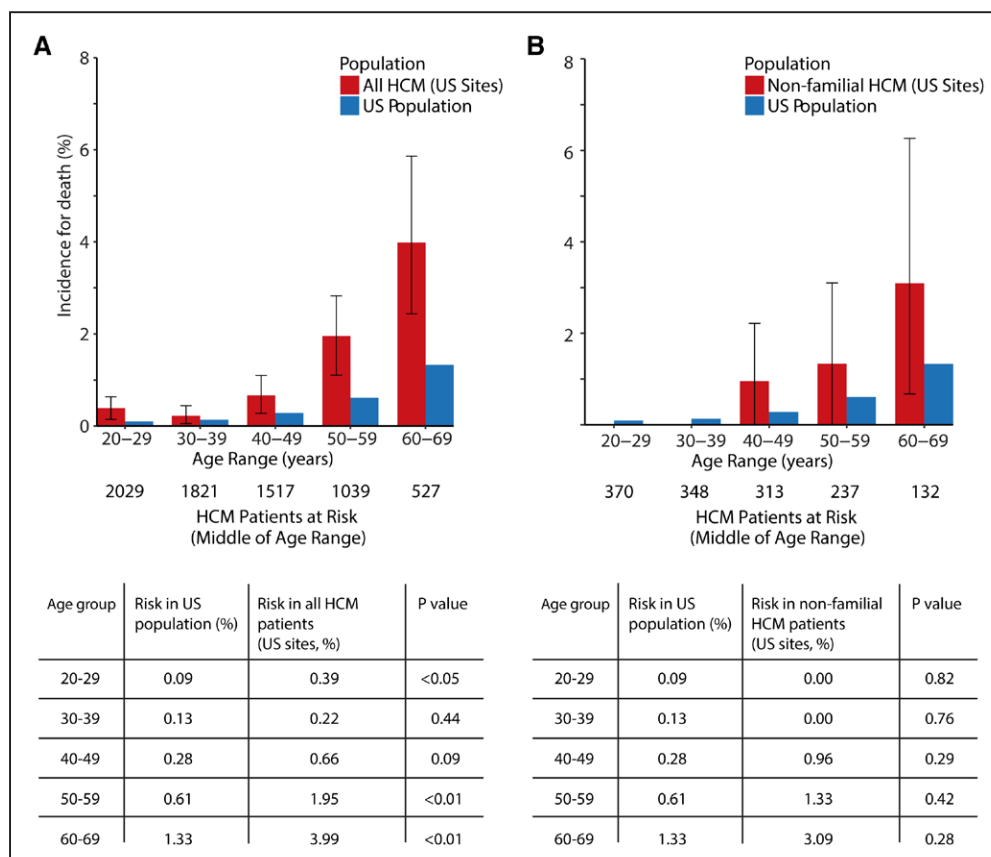 A
8
6
4
2
0
Incidence for death (%)
Population
All HCM (US Sites)
US Population
20–29 30–39 40–49 50–59 60–69
Age Range (years)
2029 1821 1517 1039 527
HCM Patients at Risk
(Middle of Age Range)
B
8
6
4
2
Population
Non-familial HCM (US Sites)
US Population
20–29 30–39 40–49 50–59 60–69
Age Range (years)
370 348 313 237 132
HCM Patients at Risk
(Middle of Age Range)
Age group Risk in US Risk in all HCM P value
population (%) patients
(US sites, %)
20-29 0.09 0.39 <0.05
30-39 0.13 0.22 0.44
40-49 0.28 0.66 0.09
50-59 0.61 1.95 <0.01
60-69 1.33 3.99 <0.01
Age group Risk in US Risk in non-familial P value
population (%) HCM patients
(US sites, %)
20-29 0.09 0.00 0.82
30-39 0.13 0.00 0.76
40-49 0.28 0.96 0.29
50-59 0.61 1.33 0.42
60-69 1.33 3.09 0.28